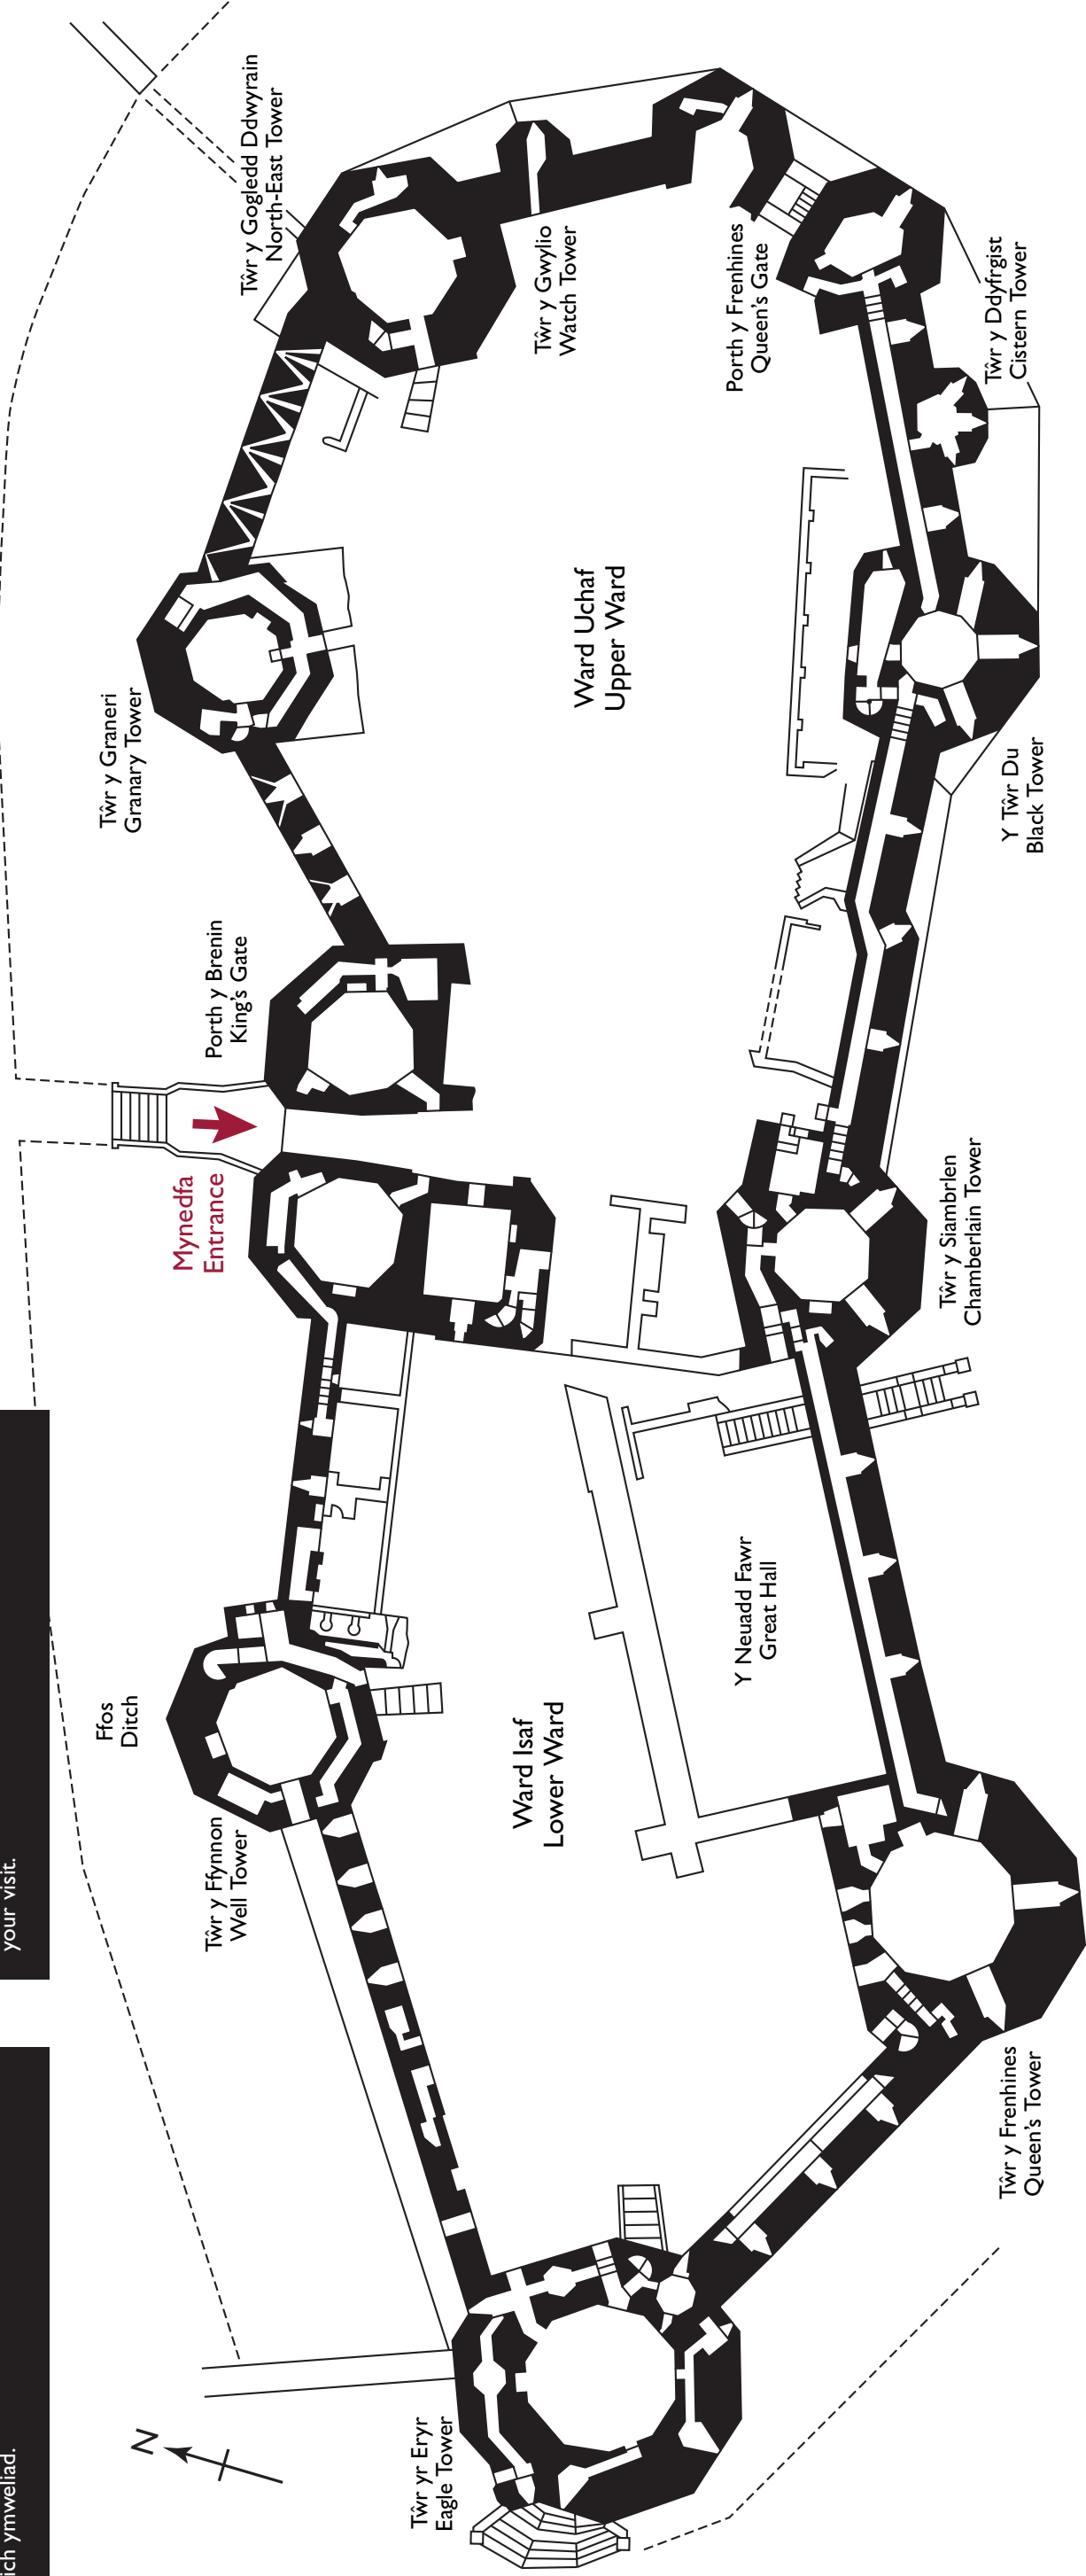 ich ymweliad.
your visit.
Tŵr y Gogledd Ddwyrain
North-East Tower
Tŵr y Gwylio
Watch Tower
Porth y Frenhines
Queen's Gate
Tŵr y Ddyfrgist
Cistern Tower
Tŵr y Graneri
Granary Tower
Ward Uchaf
Upper Ward
Y Tŵr Du
Black Tower
Porth y Brenin
King's Gate
Mynedfa
Entrance
Tŵr y Siambrlen
Chamberlain Tower
Ffos
Ditch
Y Neuadd Fawr
Great Hall
Ward Isaf
Lower Ward
Tŵr y Ffynnon
Well Tower
Tŵr y Frenhines
Queen's Tower
Tŵr yr Eryr
Eagle Tower
N